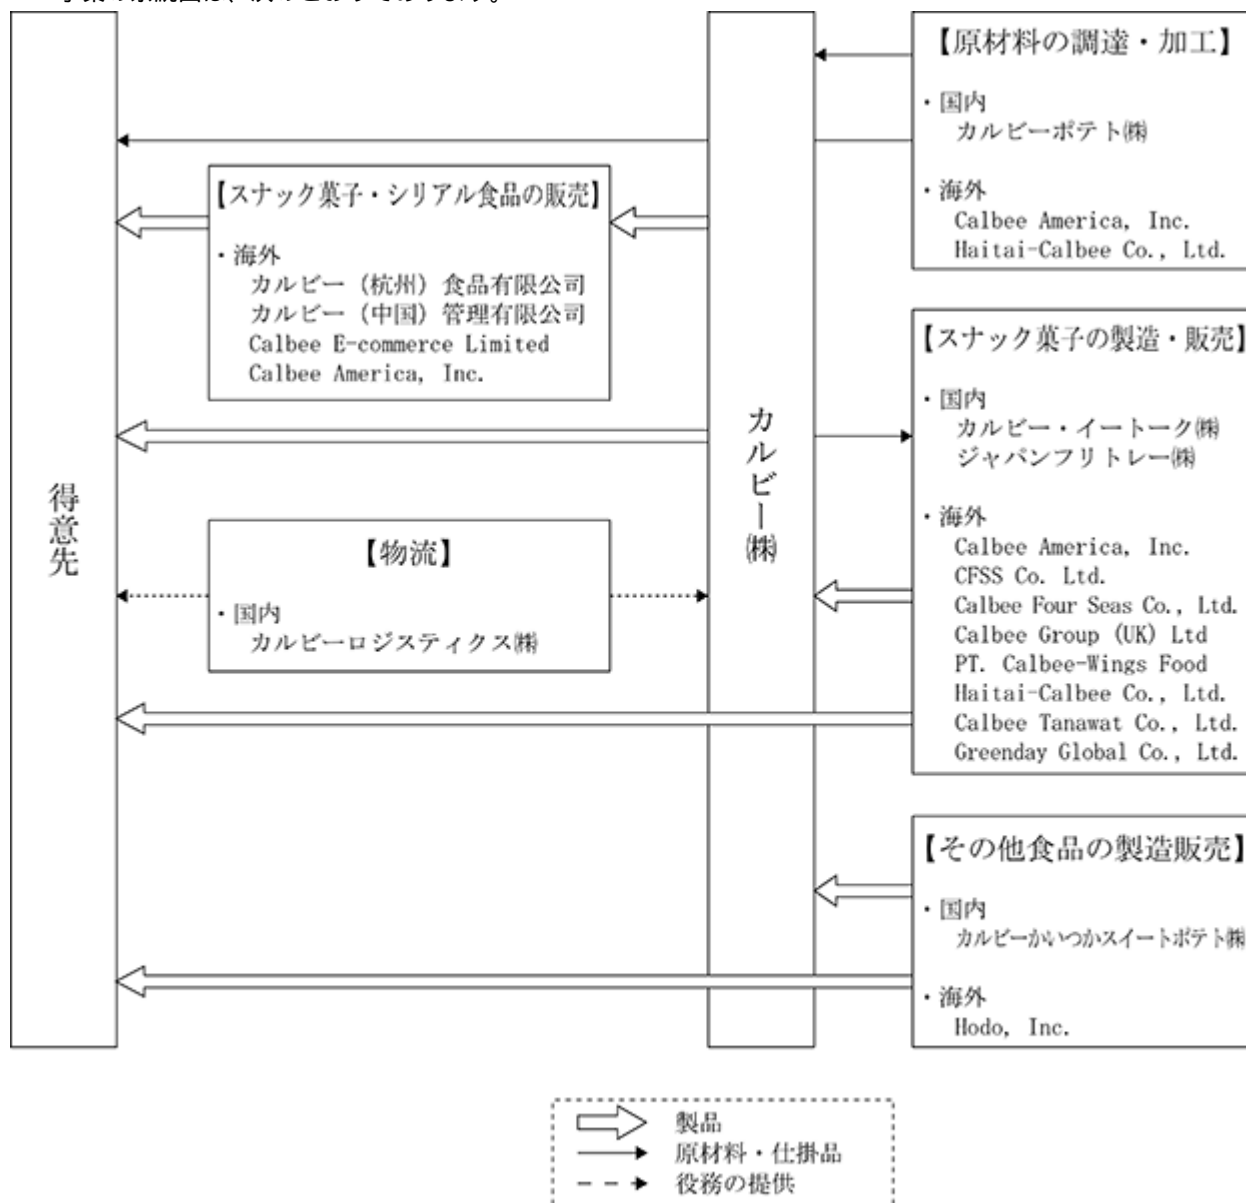 【原材料の調達・加工】
・国内
カルビーポテト㈱
・海外
Calbee America, Inc.
Haitai-Calbee Co., Ltd.
【スナック菓子・シリアル食品の販売】
・海外
カルビー（杭州）食品有限公司
カルビー（中国）管理有限公司
Calbee E-commerce Limited
Calbee America, Inc.
【スナック菓子の製造・販売】
・国内
カルビー・イートーク㈱
ジャパンフリトレー㈱
・海外
Calbee America, Inc.
CFSS Co. Ltd.
Calbee Four Seas Co., Ltd.
Calbee Group (UK) Ltd
PT. Calbee-Wings Food
Haitai-Calbee Co., Ltd.
Calbee Tanawat Co., Ltd.
Greenday Global Co., Ltd.
得意先
カルビー㈱
【物流】
・国内
カルビーロジスティクス㈱
【その他食品の製造販売】
・国内
カルビーかいつかスイートポテト㈱
・海外
Hodo, Inc.
製品
原材料・仕掛品
役務の提供